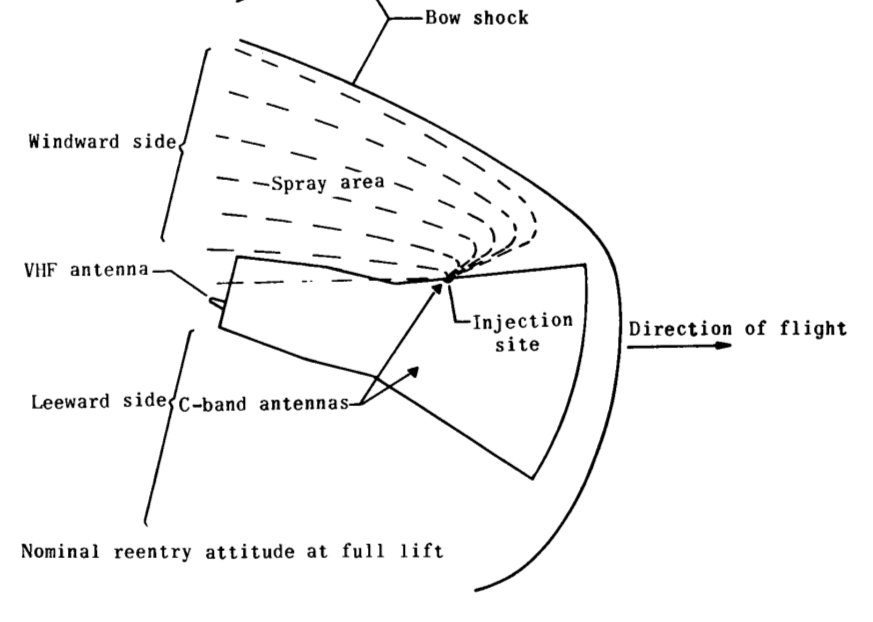 Bow shock
Windward side
Spray area
VHF antenna
Injection
site
Direction of flight
Leeward side
C-band antennas
Nominal reentry attitude at full lift